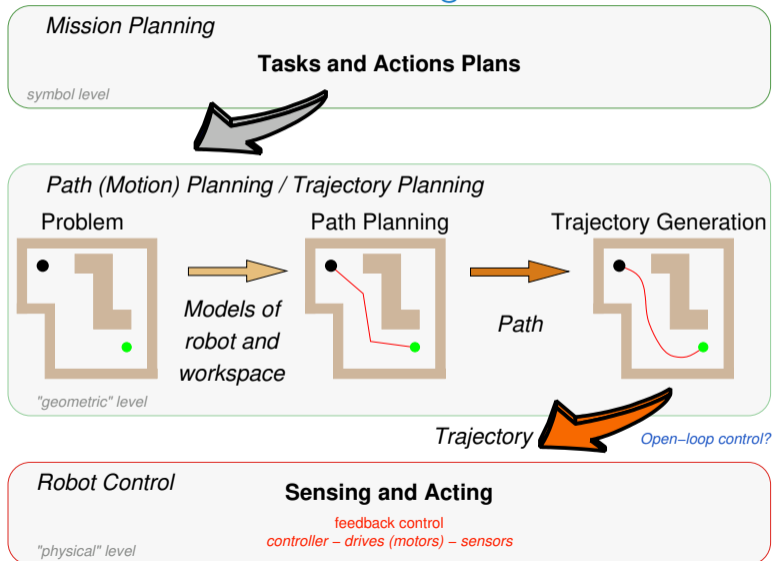 Mission Planning
Tasks and Actions Plans
symbol level
Path (Motion) Planning / Trajectory Planning
Problem
Path Planning
Trajectory Generation
Models of
robot and
workspace
Path
"geometric" level
Trajectory
Open−loop control?
Robot Control
Sensing and Acting
feedback control
controller − drives (motors) − sensors
"physical" level